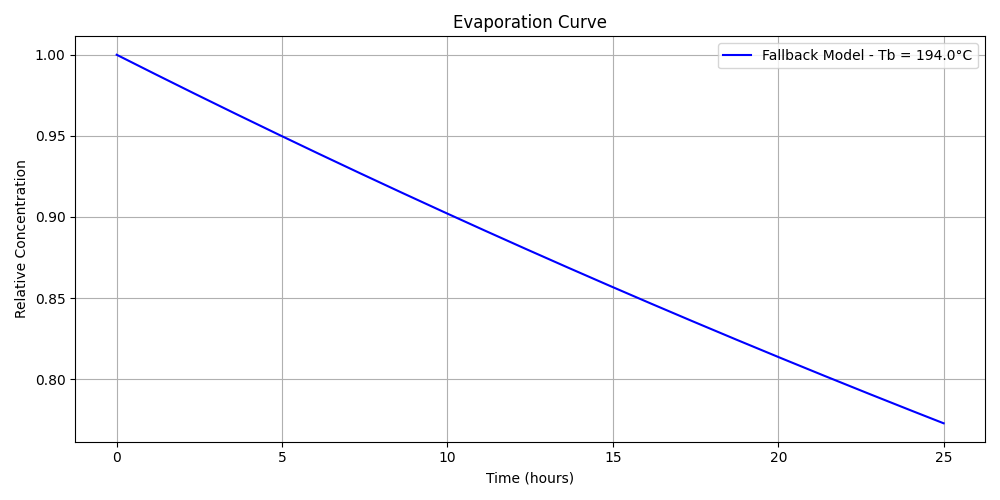 Evaporation Curve
Fallback Model - Tb = 194.0°C
Relative Concentration
1.00
0.95
0.90
0.85
0.80
0 5 10 15 20 25
Time (hours)